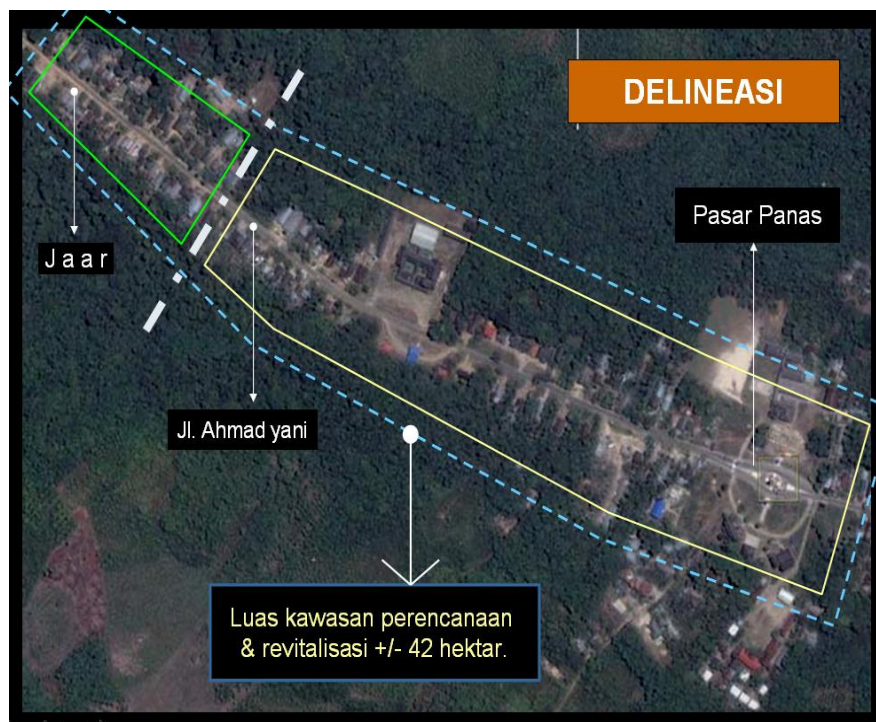 DELINEASI
Pasar Panas
J a a r
Jl. Ahmad yani
Luas kawasan perencanaan
& revitalisasi +/- 42 hektar.